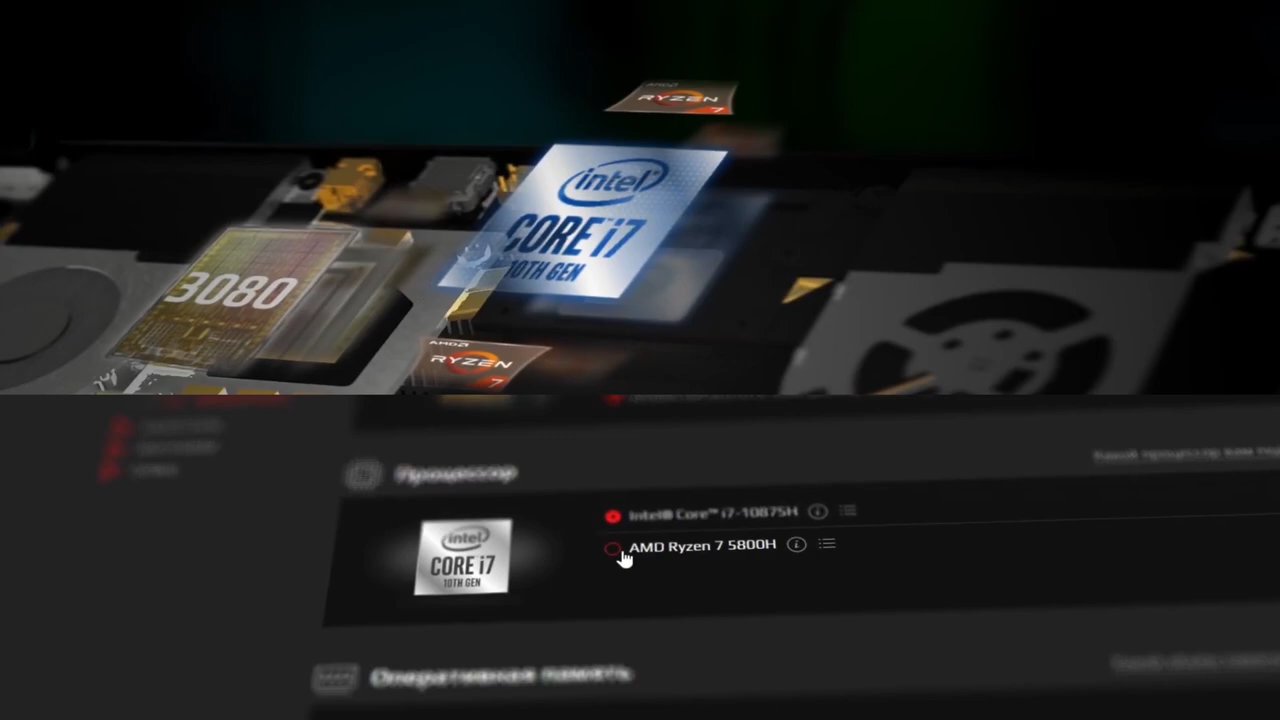 AMD
RYZEN
7
intel
CORE i7
10TH GEN
3080
AMD
RYZEN
7
Процессор
intel
CORE i7
10TH GEN
Intel® Core™ i7-10875H
AMD Ryzen 7 5800H
Оперативная память